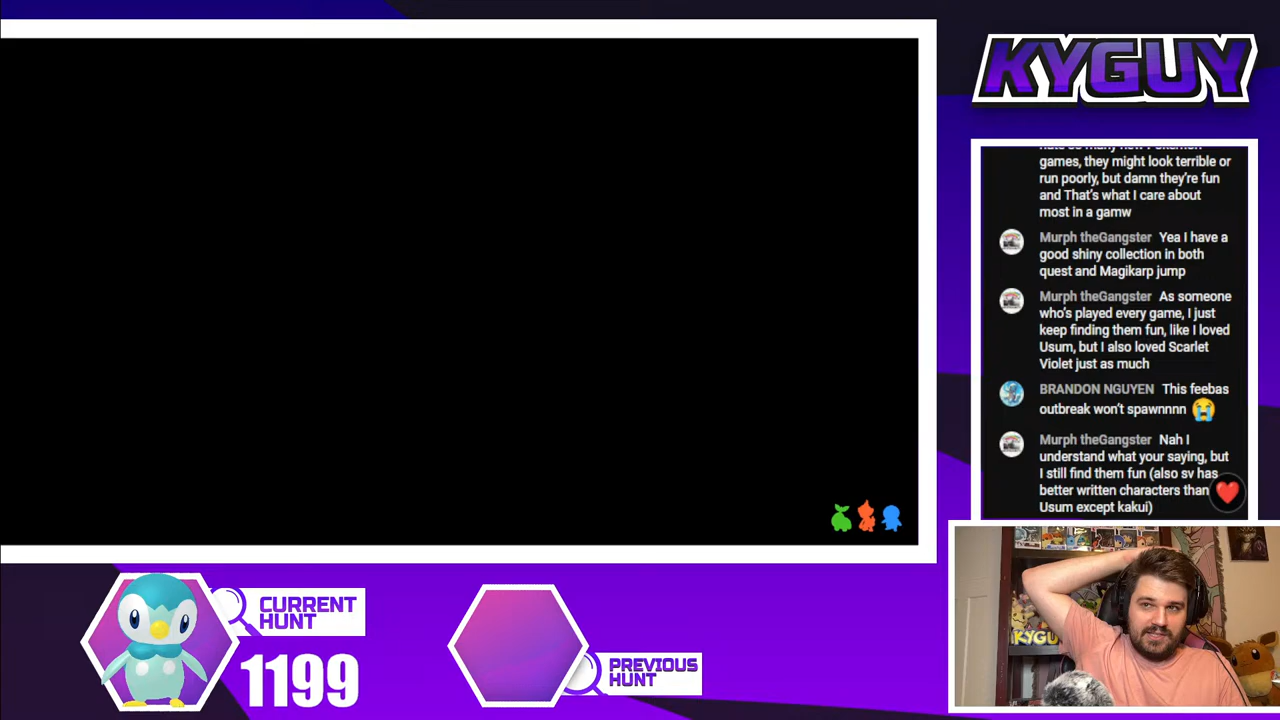 KYGUY
games, they might look terrible or
run poorly, but damn they're fun
and That's what I care about
most in a gamw
Murph theGangster Yea I have a
good shiny collection in both
quest and Magikarp jump
Murph theGangster As someone
who's played every game, I just
keep finding them fun, like I loved
Usum, but I also loved Scarlet
Violet just as much
BRANDON NGUYEN This feebas
outbreak won't spawnnnn 😭
Murph theGangster Nah I
understand what your saying, but
I still find them fun (also sv has
better written characters than
Usum except kakui)
CURRENT
HUNT
1199
PREVIOUS
HUNT
KYGU